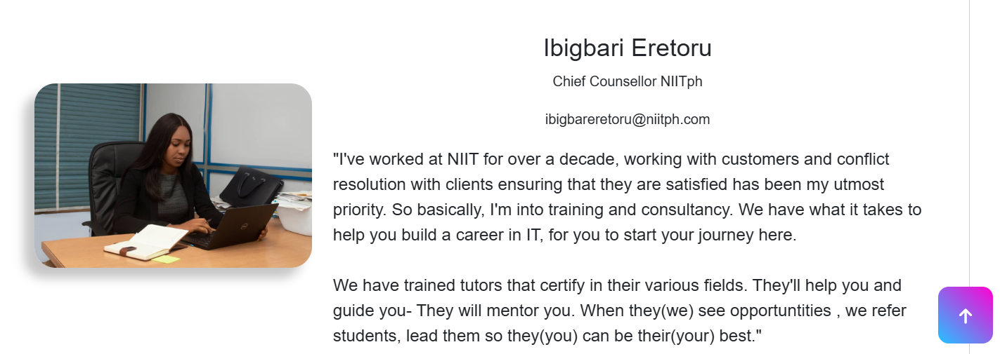 Ibigbari Eretoru
Chief Counsellor NIITph
ibigbareretoru@niitph.com
"I've worked at NIIT for over a decade, working with customers and conflict
resolution with clients ensuring that they are satisfied has been my utmost
priority. So basically, I'm into training and consultancy. We have what it takes to
help you build a career in IT, for you to start your journey here.
We have trained tutors that certify in their various fields. They'll help you and
guide you- They will mentor you. When they(we) see opportuntities , we refer
students, lead them so they(you) can be their(your) best."